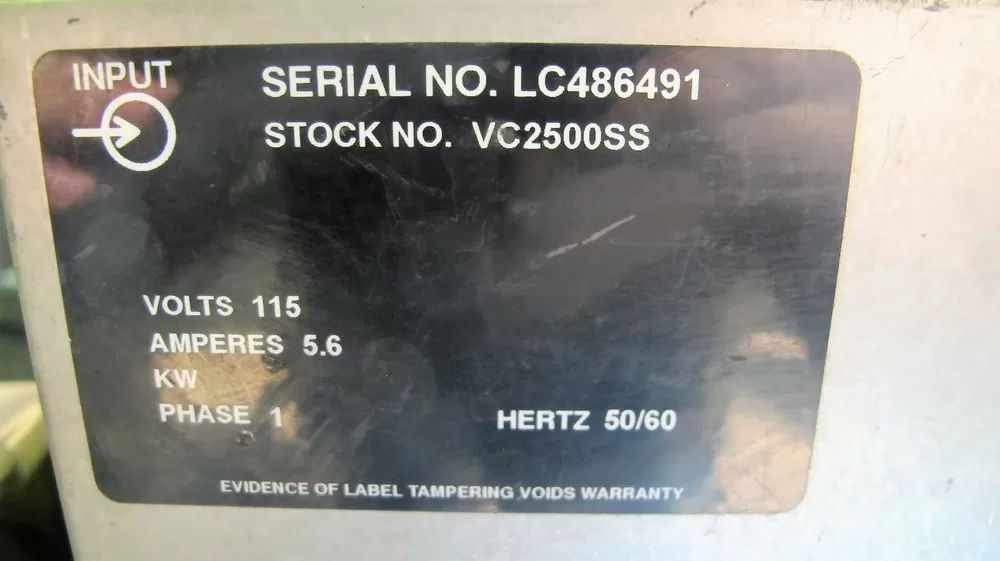 INPUT
SERIAL NO. LC486491
STOCK NO. VC2500SS
VOLTS 115
AMPERES 5.6
KW
PHASE 1
HERTZ 50/60
EVIDENCE OF LABEL TAMPERING VOIDS WARRANTY